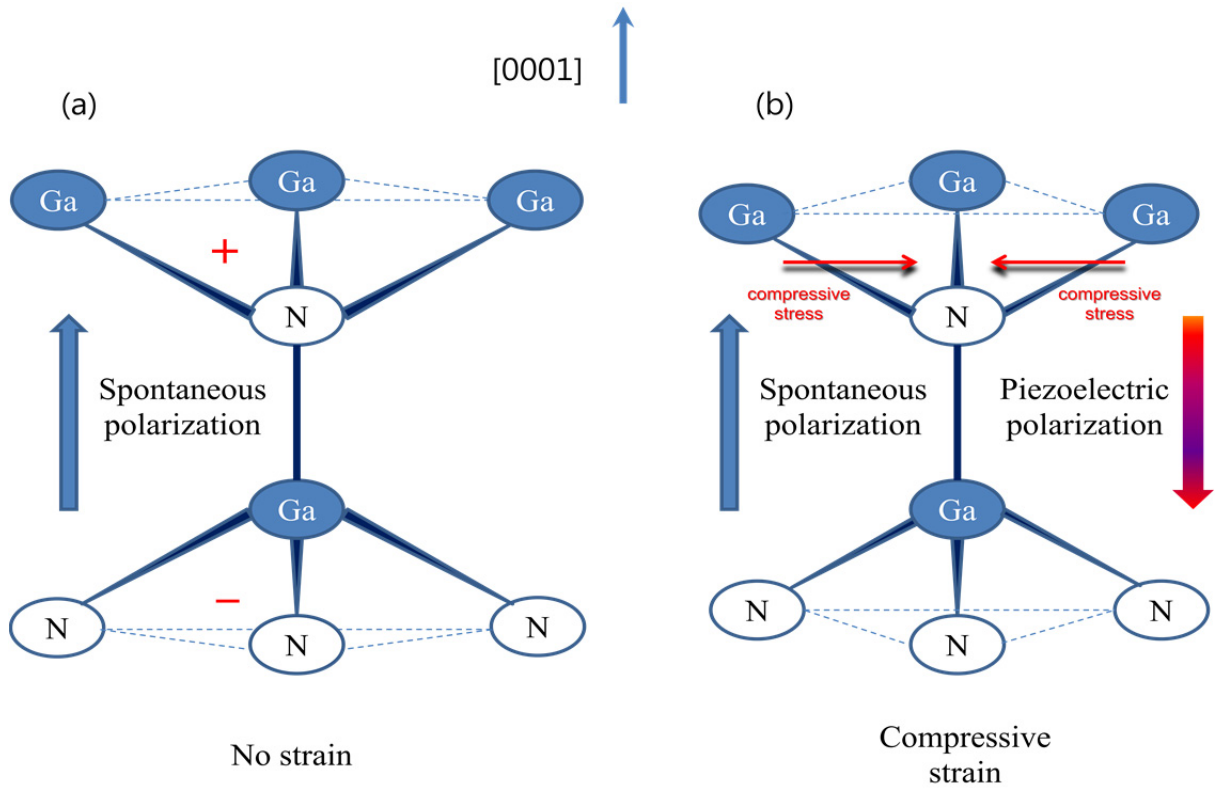 [0001]
(a)
(b)
Ga
Ga
Ga
+
N
Spontaneous
polarization
Ga
−
N
N
N
No strain
Ga
Ga
Ga
compressive
stress
compressive
stress
N
Spontaneous
polarization
Piezoelectric
polarization
Ga
N
N
N
Compressive
strain